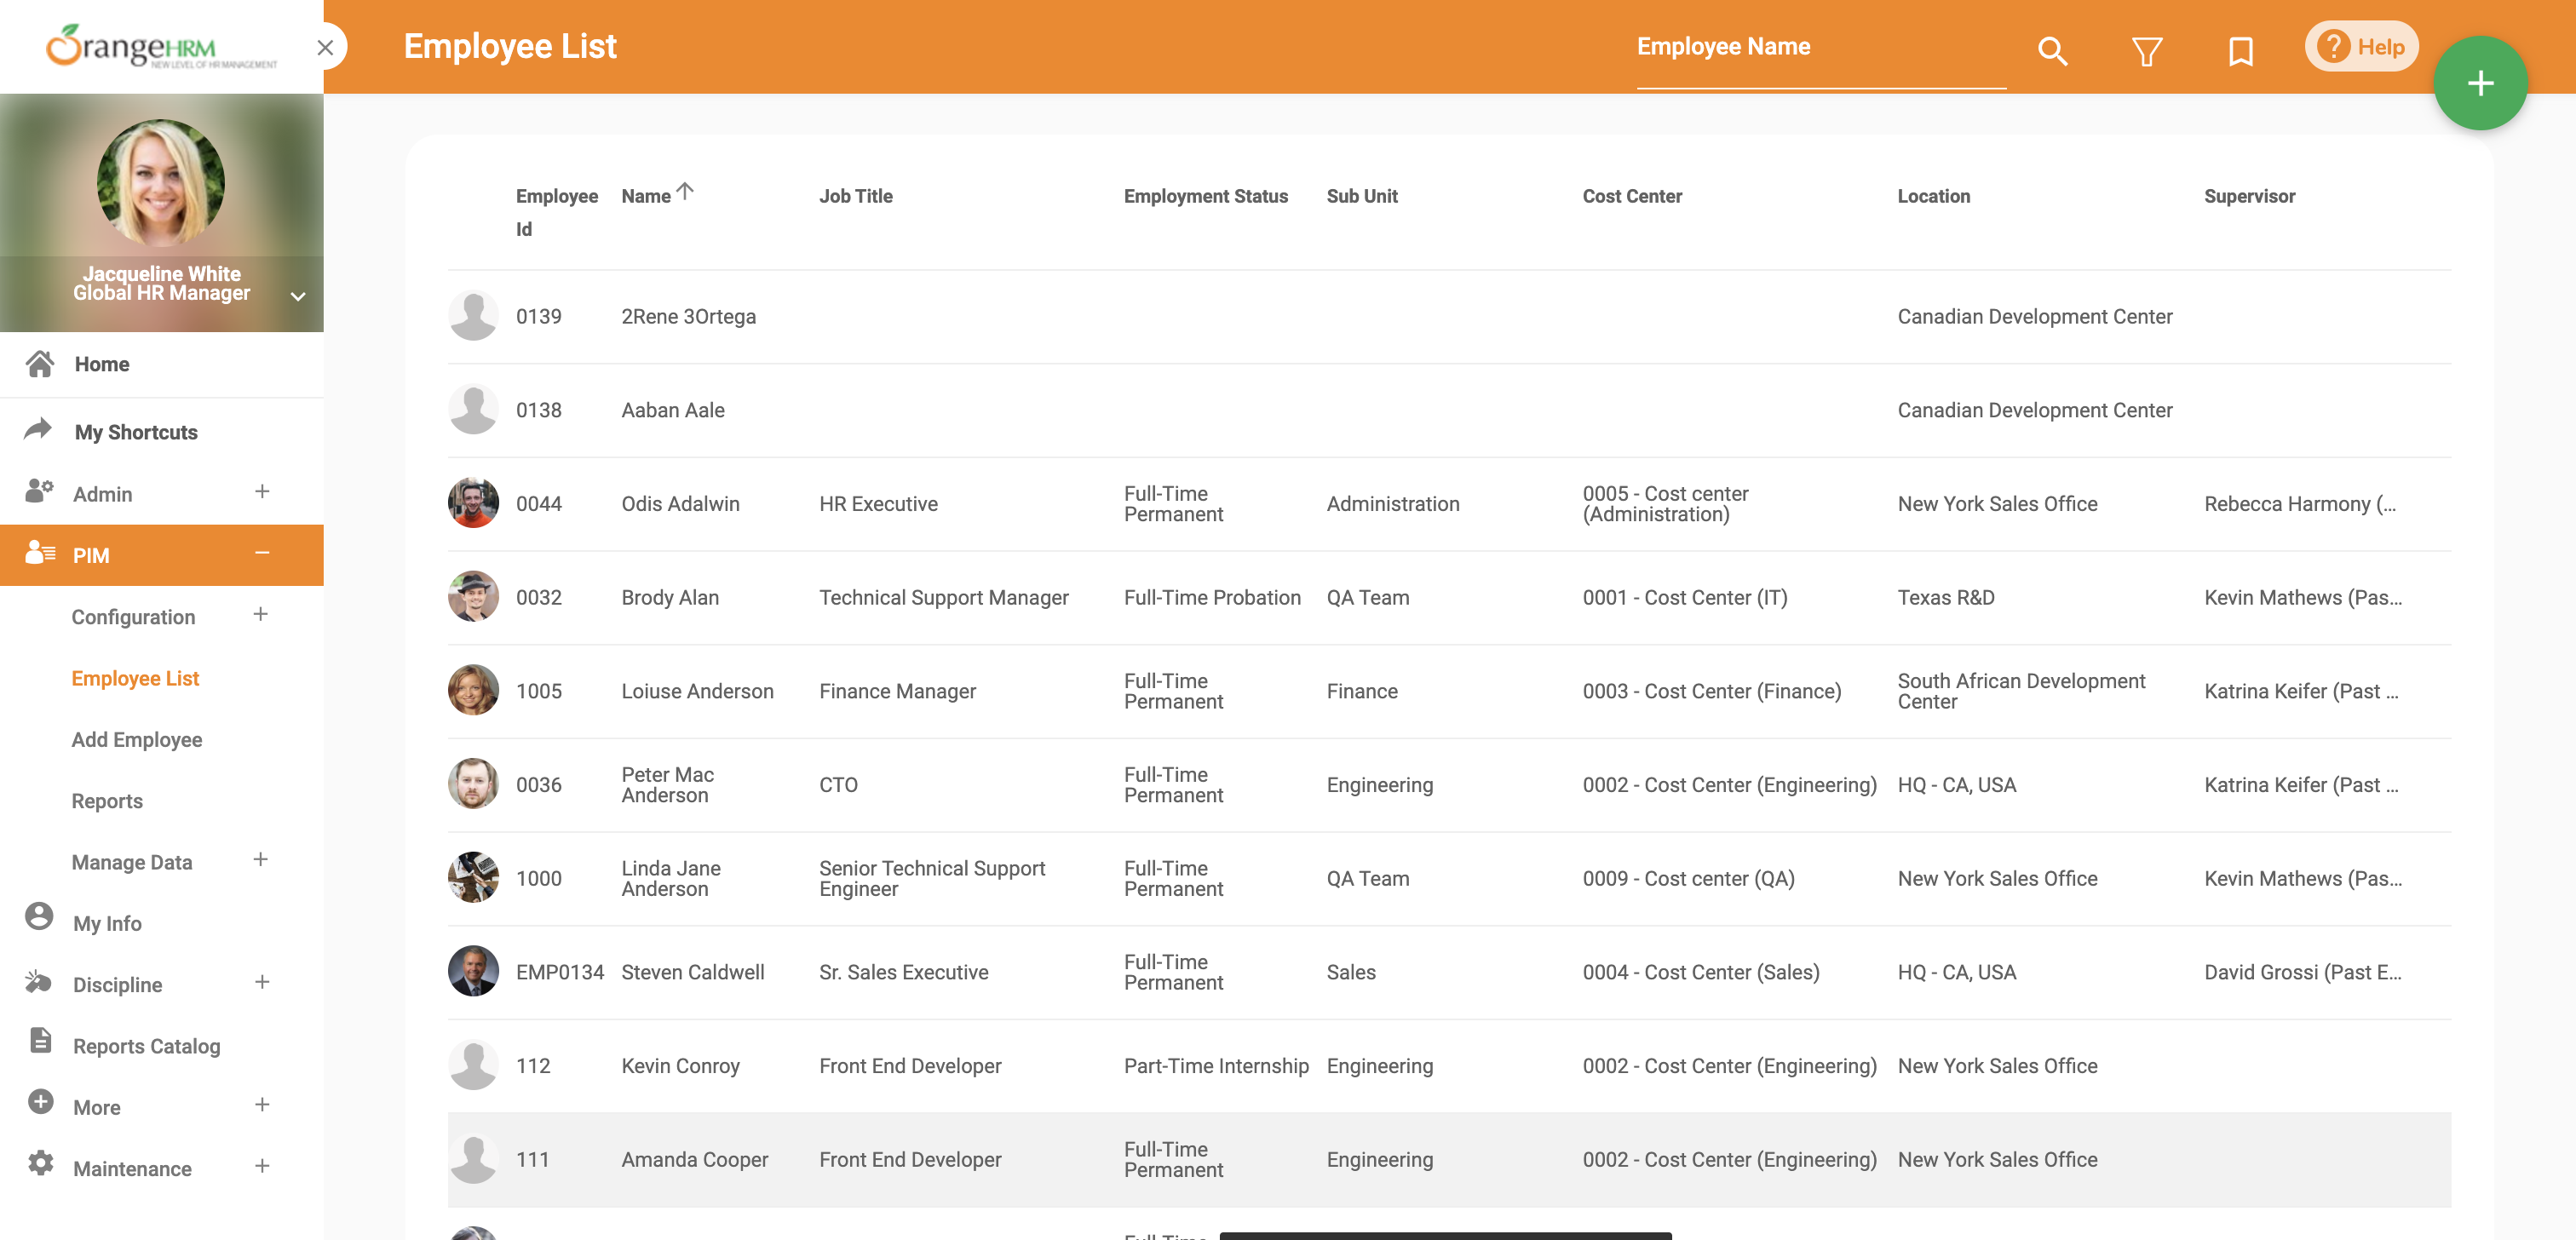 OrangeHRM
NEW LEVEL OF HR MANAGEMENT
Employee List
Employee Name
? Help
Jacqueline White
Global HR Manager
Home
My Shortcuts
Admin
PIM
Configuration
Employee List
Add Employee
Reports
Manage Data
My Info
Discipline
Reports Catalog
More
Maintenance
Employee Id Name Job Title Employment Status Sub Unit Cost Center Location Supervisor
0139 2Rene 3Ortega Canadian Development Center
0138 Aaban Aale Canadian Development Center
0044 Odis Adalwin HR Executive Full-Time Permanent Administration 0005 - Cost center (Administration) New York Sales Office Rebecca Harmony (...
0032 Brody Alan Technical Support Manager Full-Time Probation QA Team 0001 - Cost Center (IT) Texas R&D Kevin Mathews (Pas...
1005 Loiuse Anderson Finance Manager Full-Time Permanent Finance 0003 - Cost Center (Finance) South African Development Center Katrina Keifer (Past ...
0036 Peter Mac Anderson CTO Full-Time Permanent Engineering 0002 - Cost Center (Engineering) HQ - CA, USA Katrina Keifer (Past ...
1000 Linda Jane Anderson Senior Technical Support Engineer Full-Time Permanent QA Team 0009 - Cost center (QA) New York Sales Office Kevin Mathews (Pas...
EMP0134 Steven Caldwell Sr. Sales Executive Full-Time Permanent Sales 0004 - Cost Center (Sales) HQ - CA, USA David Grossi (Past E...
112 Kevin Conroy Front End Developer Part-Time Internship Engineering 0002 - Cost Center (Engineering) New York Sales Office
111 Amanda Cooper Front End Developer Full-Time Permanent Engineering 0002 - Cost Center (Engineering) New York Sales Office